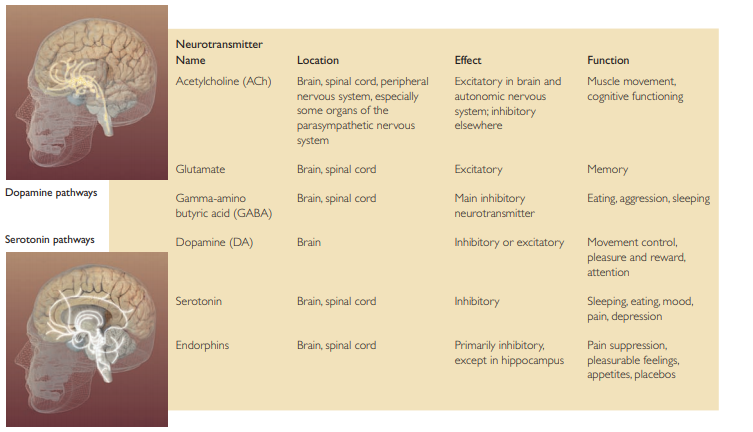 Neurotransmitter
Name Location Effect Function
Acetylcholine (ACh) Brain, spinal cord, peripheral Excitatory in brain and Muscle movement,
nervous system, especially autonomic nervous cognitive functioning
some organs of the system; inhibitory
parasympathetic nervous elsewhere
system
Glutamate Brain, spinal cord Excitatory Memory
Dopamine pathways
Gamma-amino Brain, spinal cord Main inhibitory Eating, aggression, sleeping
butyric acid (GABA) neurotransmitter
Serotonin pathways
Dopamine (DA) Brain Inhibitory or excitatory Movement control,
pleasure and reward,
attention
Serotonin Brain, spinal cord Inhibitory Sleeping, eating, mood,
pain, depression
Endorphins Brain, spinal cord Primarily inhibitory, Pain suppression,
except in hippocampus pleasurable feelings,
appetites, placebos